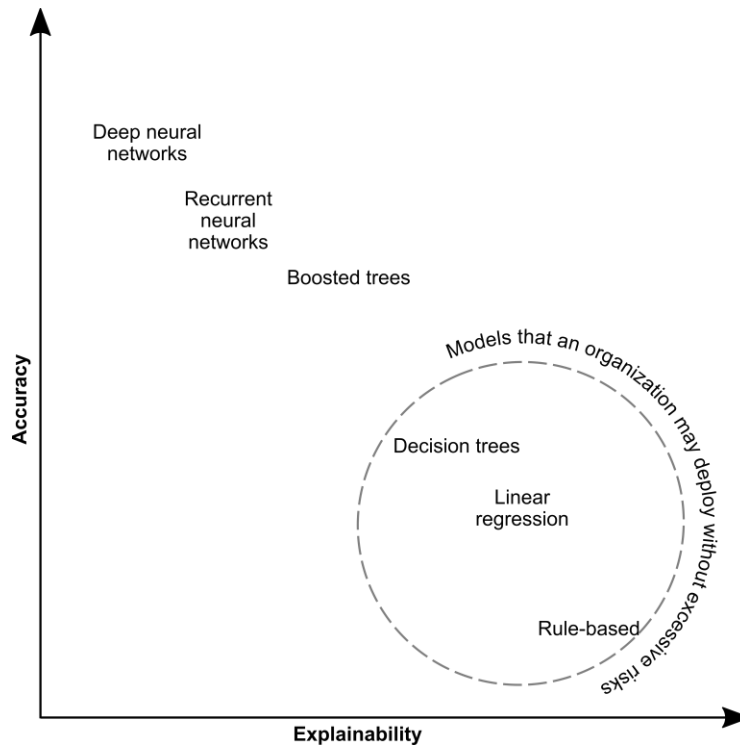 Deep neural
networks
Recurrent
neural
networks
Boosted trees
Models that an organization may deploy without excessive risks
Accuracy
Decision trees
Linear
regression
Rule-based
Explainability